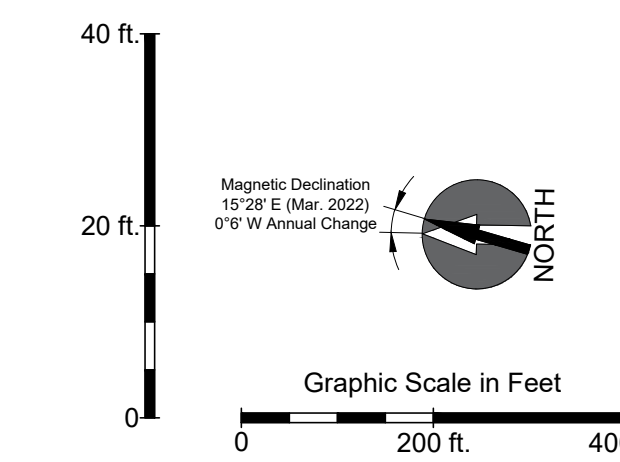 40 ft.
Magnetic Declination
15°28' E (Mar. 2022)
0°6' W Annual Change
20 ft.
NORTH
Graphic Scale in Feet
0
0
200 ft.
40